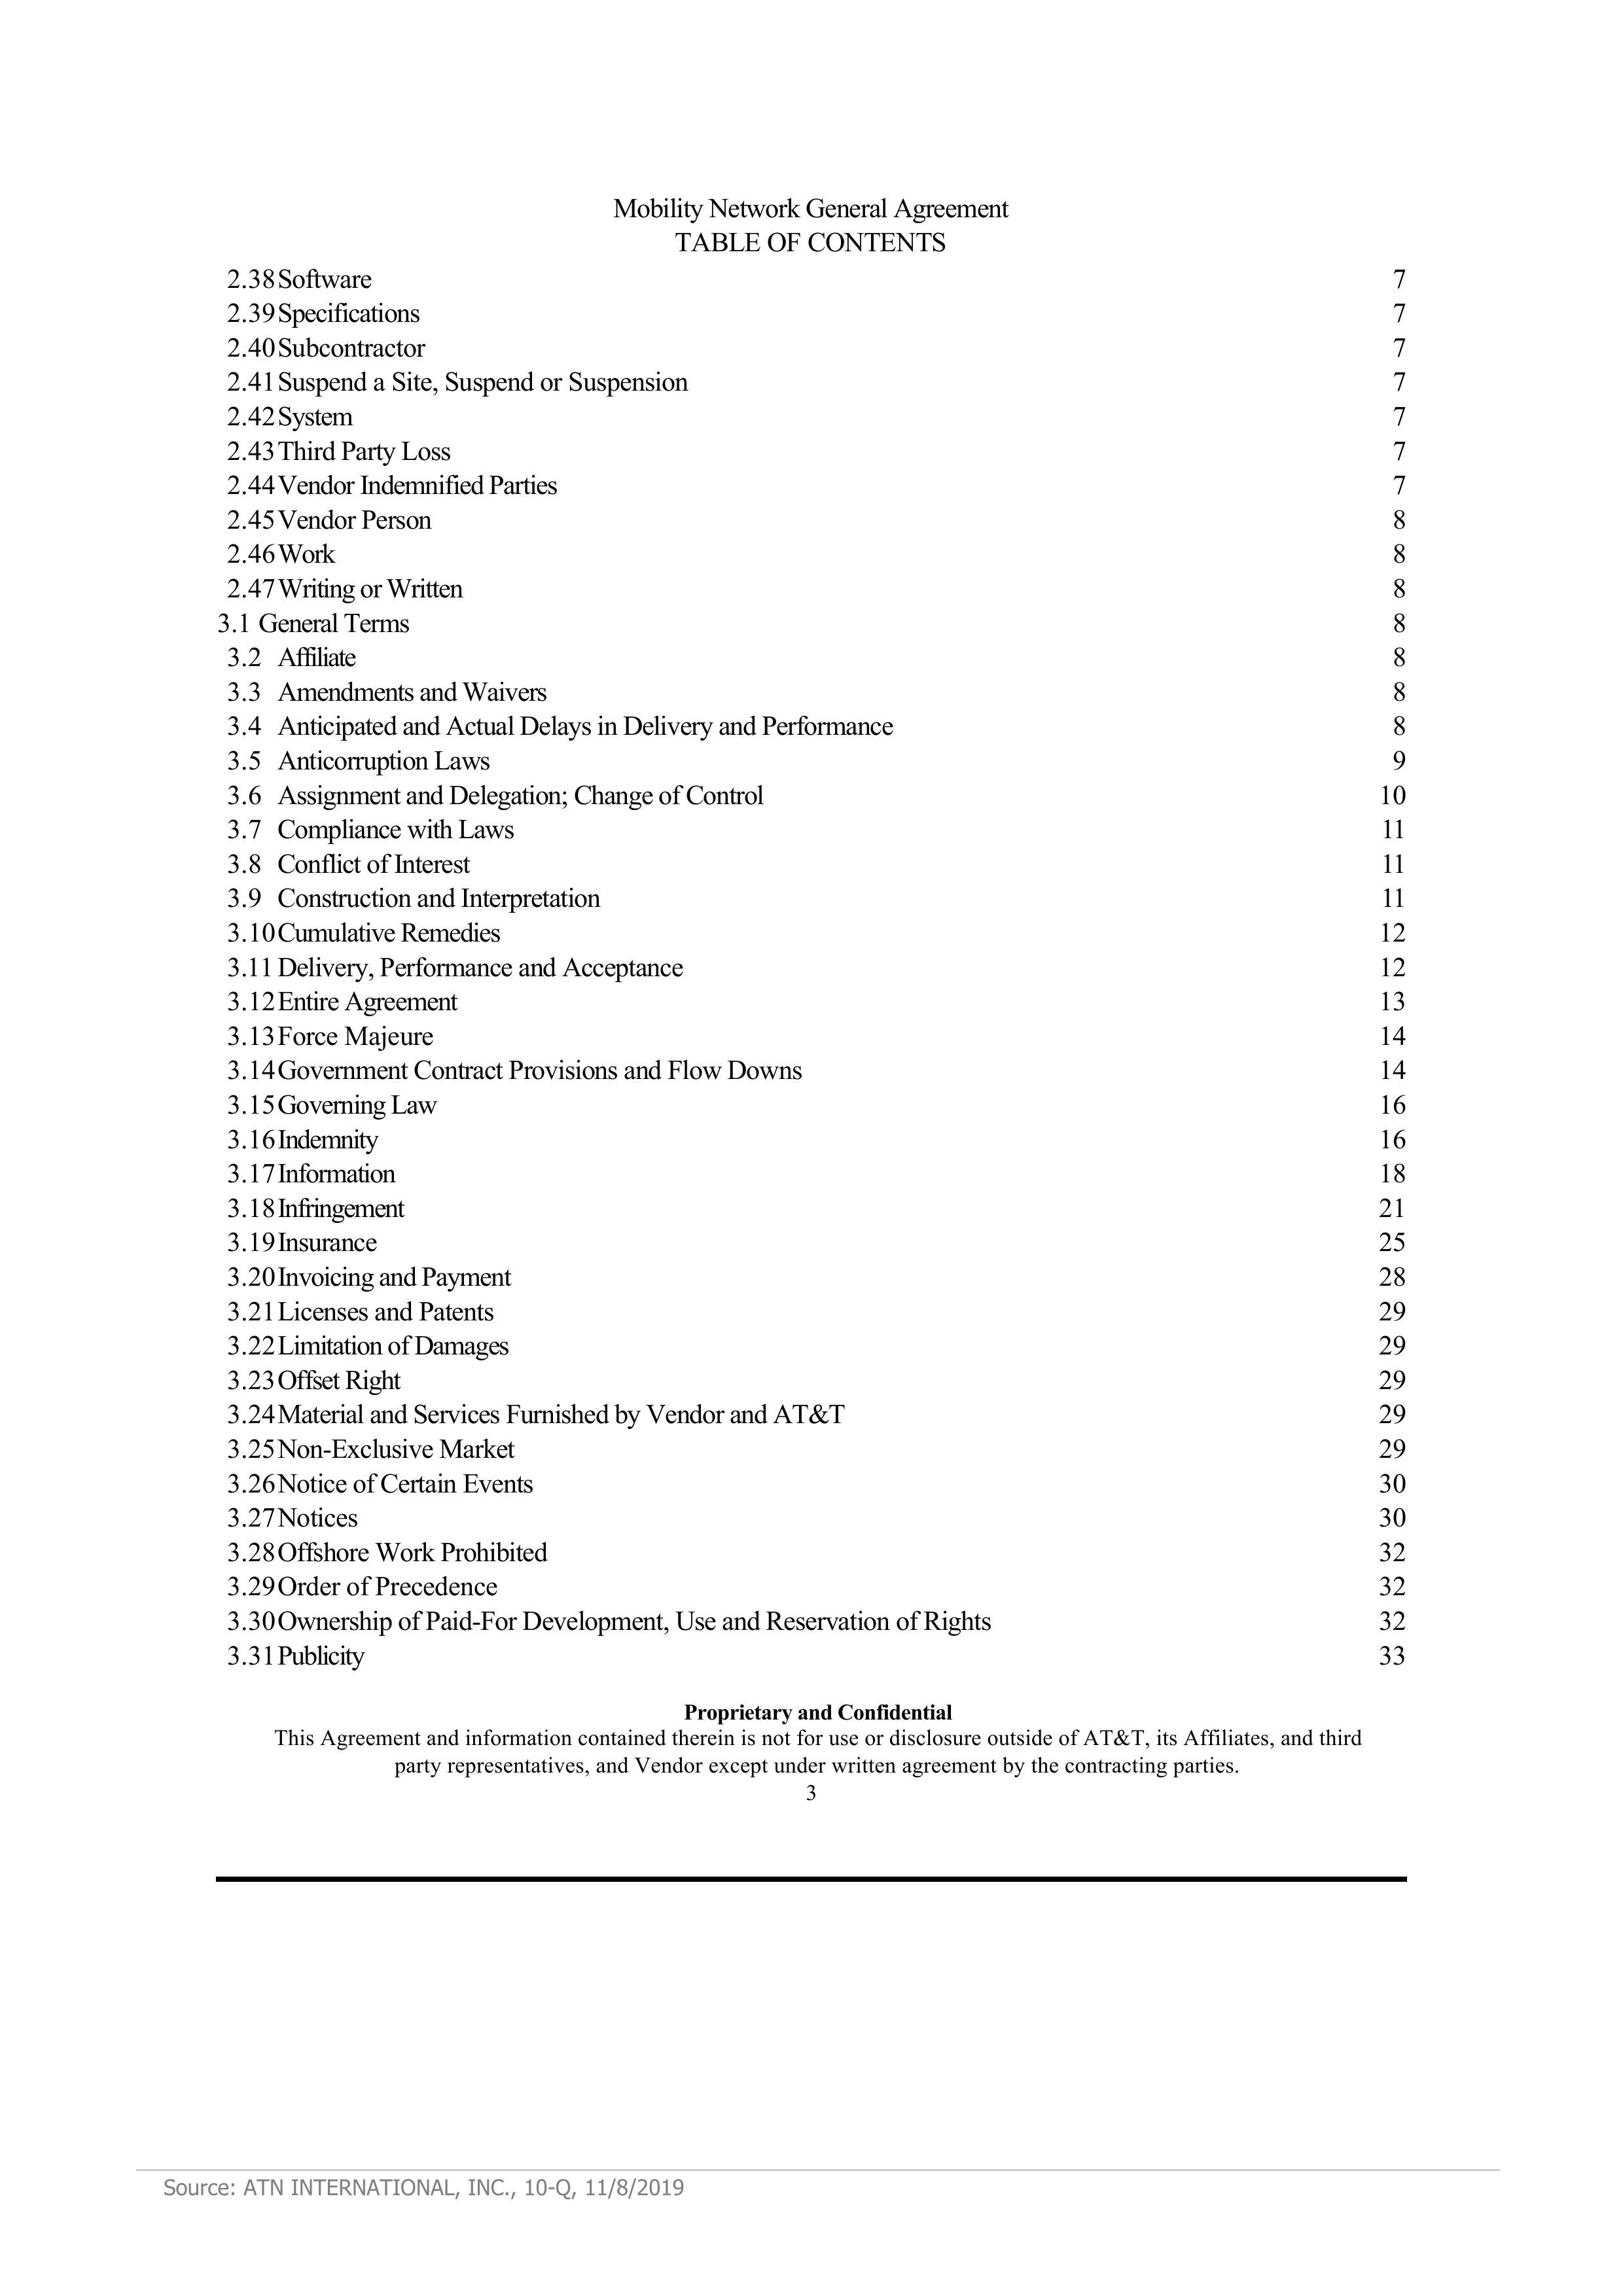 Mobility Network General Agreement
TABLE OF CONTENTS
2.38 Software 7
2.39 Specifications 7
2.40 Subcontractor 7
2.41 Suspend a Site, Suspend or Suspension 7
2.42 System 7
2.43 Third Party Loss 7
2.44 Vendor Indemnified Parties 7
2.45 Vendor Person 8
2.46 Work 8
2.47 Writing or Written 8
3.1 General Terms 8
3.2 Affiliate 8
3.3 Amendments and Waivers 8
3.4 Anticipated and Actual Delays in Delivery and Performance 8
3.5 Anticorruption Laws 9
3.6 Assignment and Delegation; Change of Control 10
3.7 Compliance with Laws 11
3.8 Conflict of Interest 11
3.9 Construction and Interpretation 11
3.10 Cumulative Remedies 12
3.11 Delivery, Performance and Acceptance 12
3.12 Entire Agreement 13
3.13 Force Majeure 14
3.14 Government Contract Provisions and Flow Downs 14
3.15 Governing Law 16
3.16 Indemnity 16
3.17 Information 18
3.18 Infringement 21
3.19 Insurance 25
3.20 Invoicing and Payment 28
3.21 Licenses and Patents 29
3.22 Limitation of Damages 29
3.23 Offset Right 29
3.24 Material and Services Furnished by Vendor and AT&T 29
3.25 Non-Exclusive Market 29
3.26 Notice of Certain Events 30
3.27 Notices 30
3.28 Offshore Work Prohibited 32
3.29 Order of Precedence 32
3.30 Ownership of Paid-For Development, Use and Reservation of Rights 32
3.31 Publicity 33
Proprietary and Confidential
This Agreement and information contained therein is not for use or disclosure outside of AT&T, its Affiliates, and third
party representatives, and Vendor except under written agreement by the contracting parties.
3
Source: ATN INTERNATIONAL, INC., 10-Q, 11/8/2019